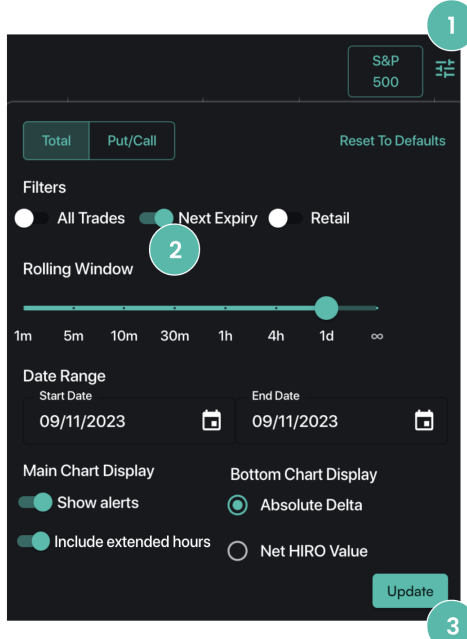 1
S&P
500
Total Put/Call Reset To Defaults
Filters
All Trades Next Expiry Retail
2
Rolling Window
1m 5m 10m 30m 1h 4h 1d ∞
Date Range
Start Date End Date
09/11/2023 09/11/2023
Main Chart Display Bottom Chart Display
Show alerts Absolute Delta
Include extended hours Net HIRO Value
Update
3